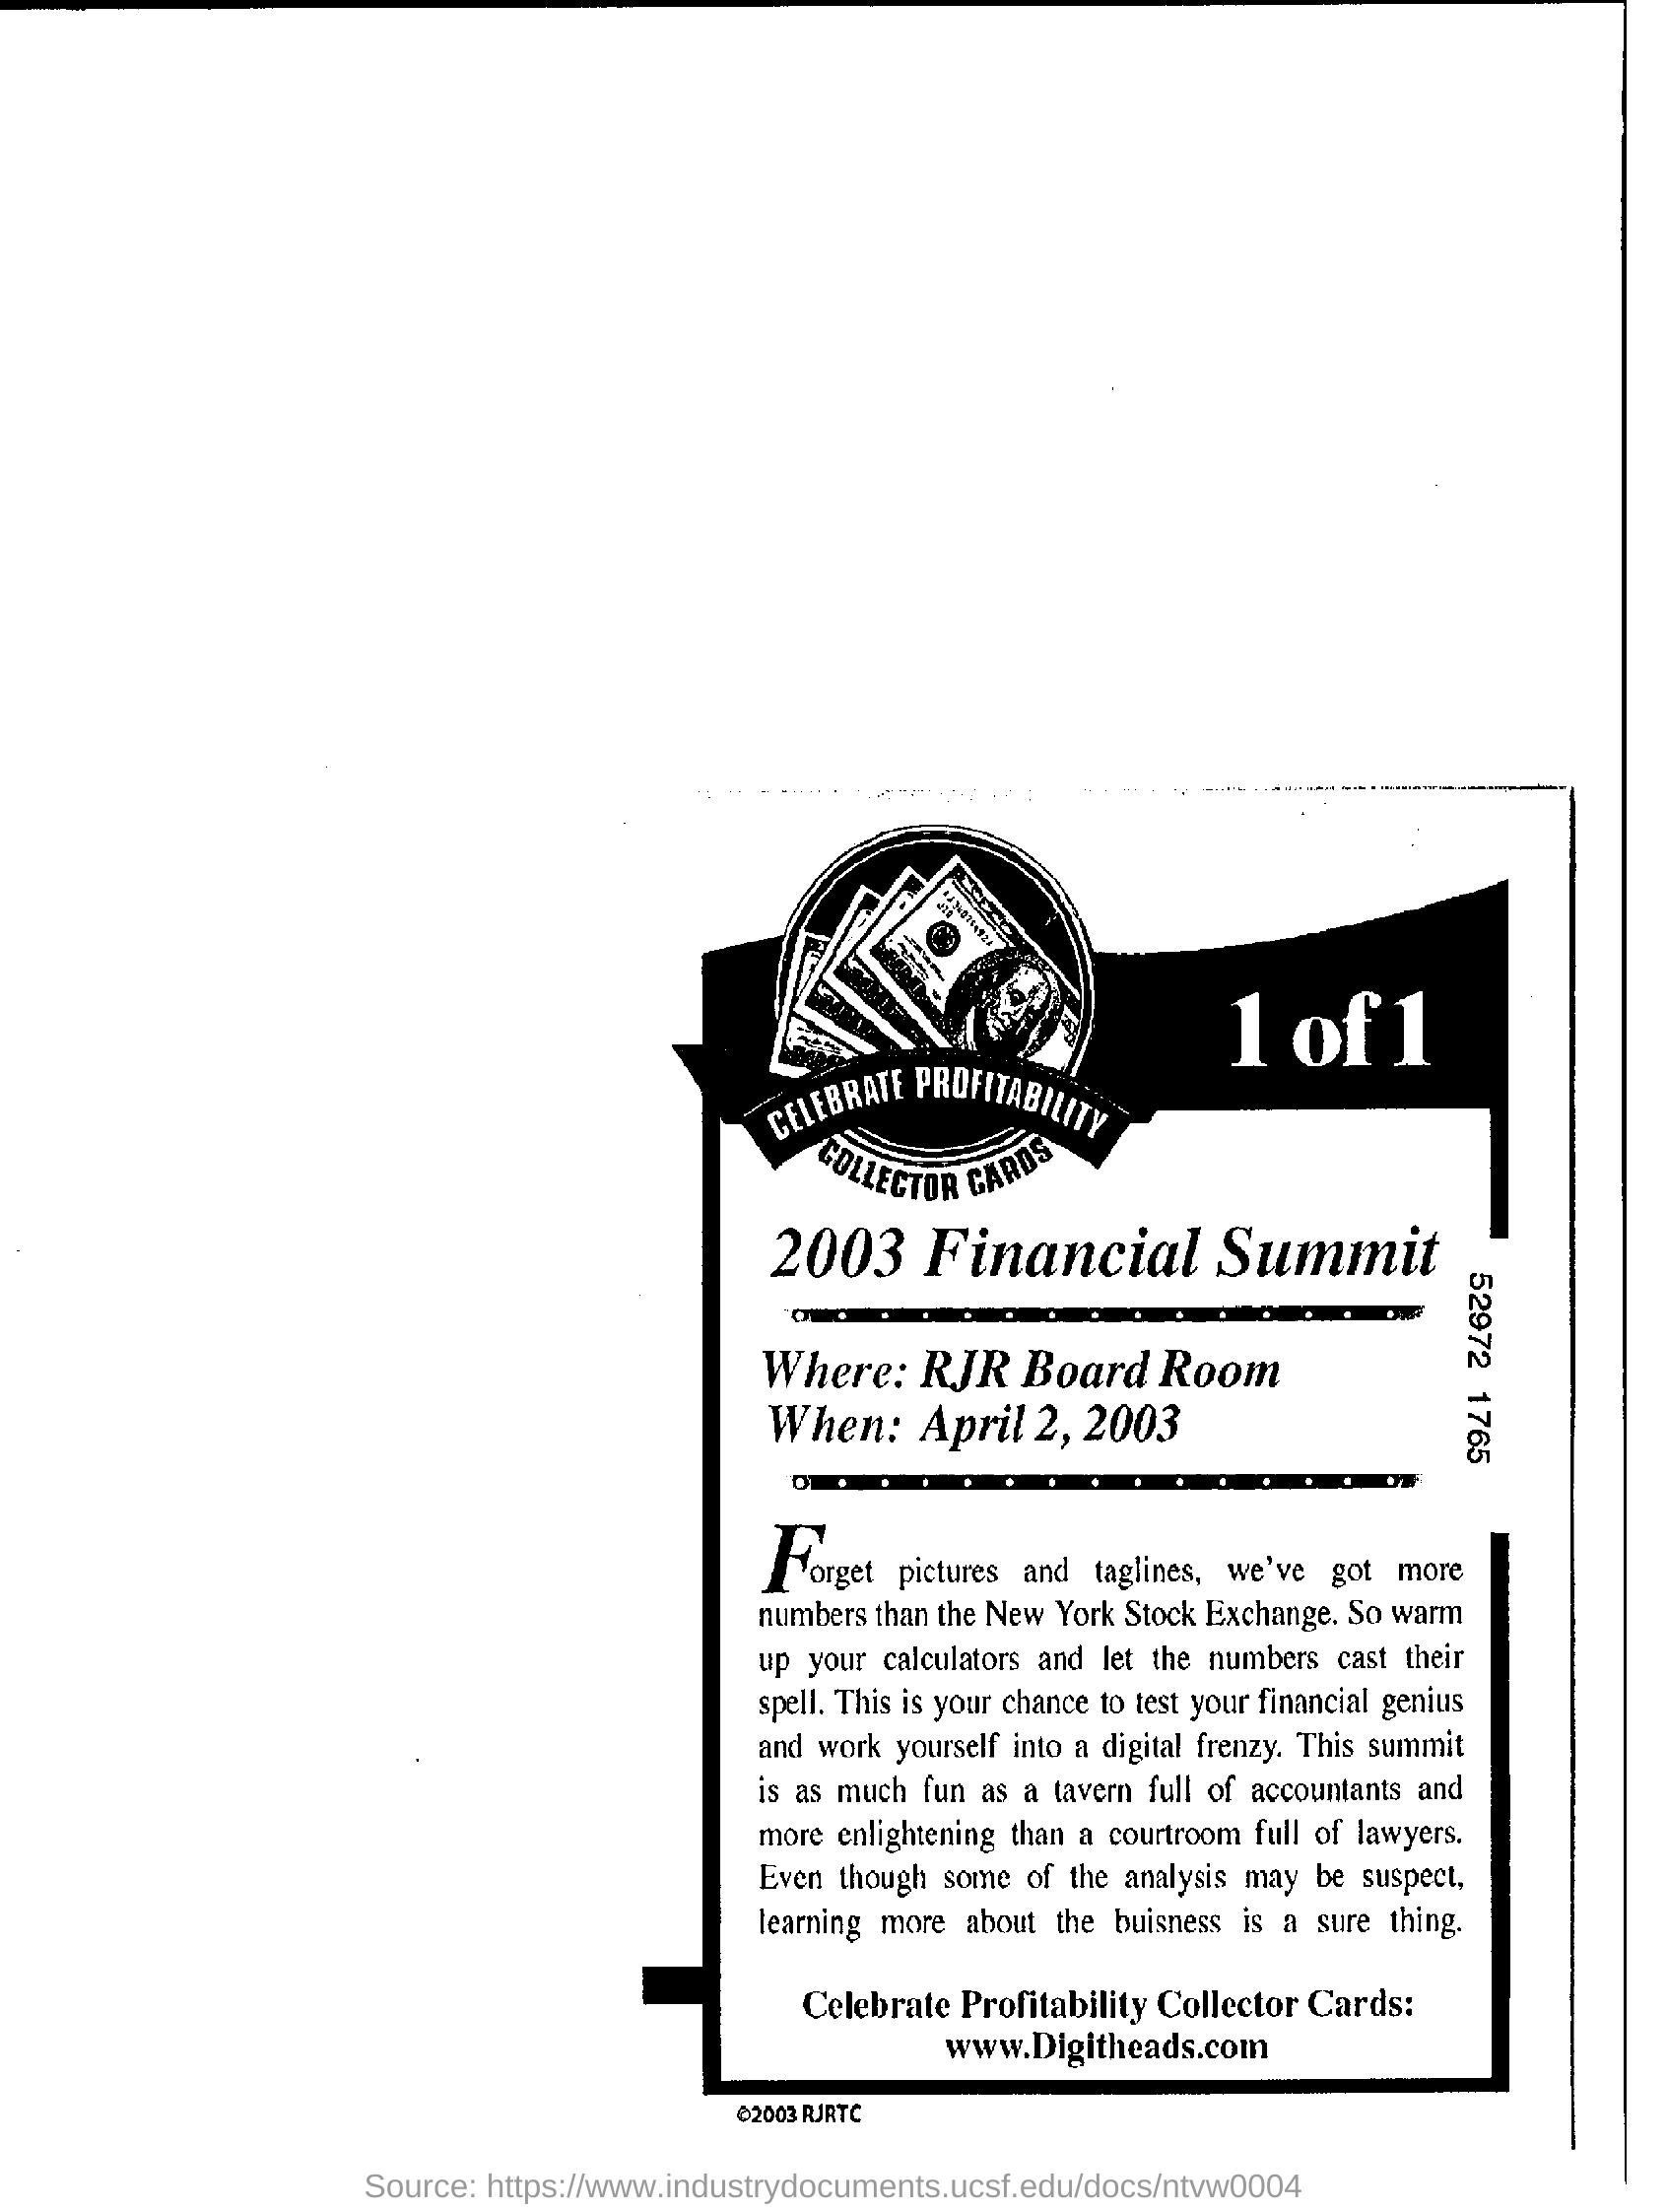 1 of 1
CELEBRATE PROFITABILITY
COLLECTOR CARDS
2003 Financial Summit
Where: RJR Board Room
When: April 2, 2003
52972 1765
Forget pictures and taglines, we've got more
numbers than the New York Stock Exchange. So warm
up your calculators and let the numbers cast their
spell. This is your chance to test your financial genius
and work yourself into a digital frenzy. This summit
is as much fun as a tavern full of accountants and
more enlightening than a courtroom full of lawyers.
Even though some of the analysis may be suspect,
learning more about the buisness is a sure thing.
Celebrate Profitability Collector Cards:
www.Digitheads.com
©2003 RJRTC
Source: https://www.industrydocuments.ucsf.edu/docs/ntvw0004